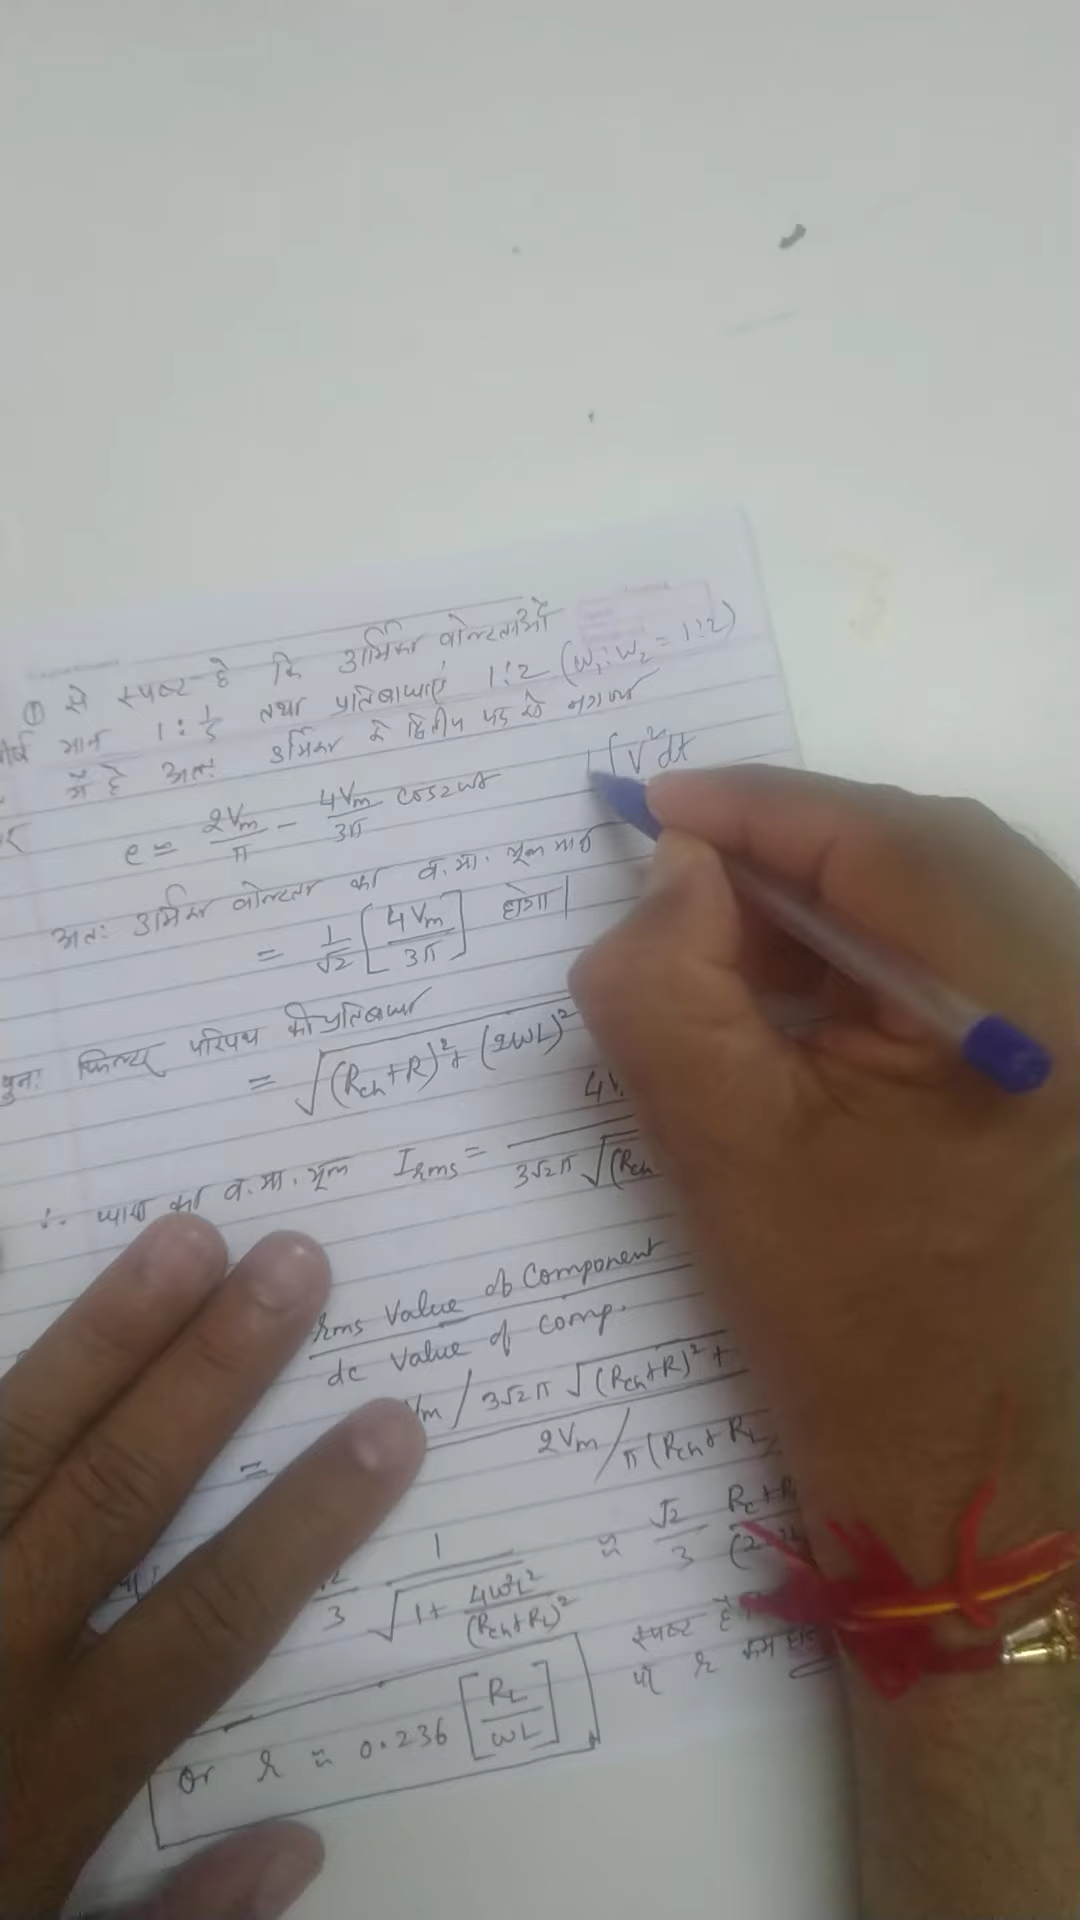 ① से स्पष्ट है कि उर्मिका वोल्टताओं
मान 1 : 1/5 तथा प्रतिबाधाएं 1:2 (ω₁:ω₂ = 1:2)
में है अतः उर्मिका के द्वितीय पद को नगण्य
e ≃ 2Vm/π - 4Vm/3π cos2ωt
∫V²dt
अतः उर्मिका वोल्टता का व.मा. मूल मान
= 1/√2 [4Vm/3π] होगा |
पुनः फिल्टर परिपथ की प्रतिबाधा
= √(Rch+R)²+(2ωL)²
∴ धारा का व.मा. मूल Irms = 4V / 3√2π √(Rch
rms Value of Component / dc Value of comp.
= Vm / 3√2π √(Rch+R)² + / 2Vm / π(Rch+RL
3 1/√(1 + 4ω²L²/(Rch+RL)²) ≈ √2/3
स्पष्ट है
r कम
or r ≈ 0.236 [RL/ωL]